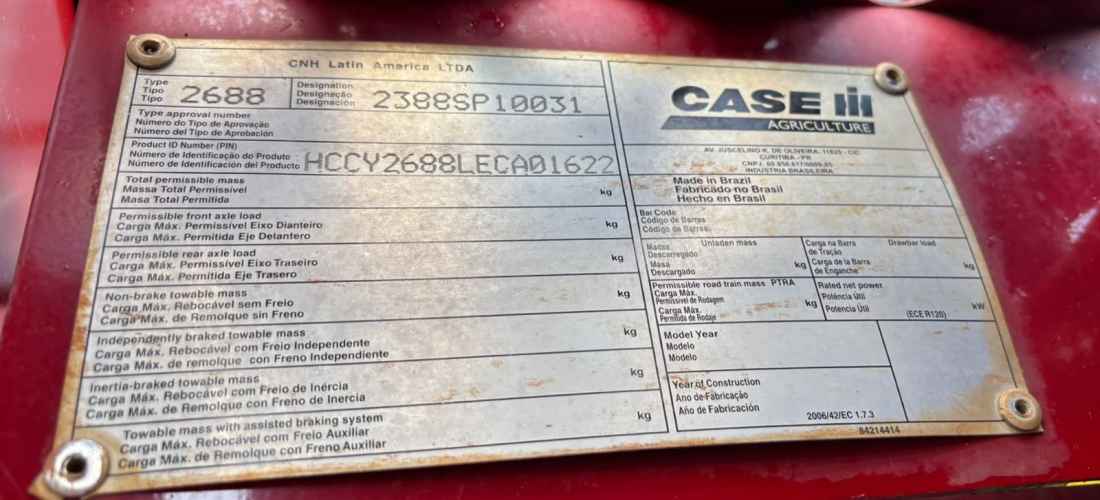 CNH Latin America LTDA
Type
Tipo
Tipo
2688
Designation
Designação
Designación
2388SP10031
Type approval number
Número do Tipo de Aprovação
Número del Tipo de Aprobación
Product ID Number (PIN)
Número de Identificação do Produto
Número de Identificación del Producto
HCCY2688LECA01622
Total permissible mass
Massa Total Permissível
Masa Total Permitida
kg
Permissible front axle load
Carga Máx. Permissível Eixo Dianteiro
Carga Máx. Permitida Eje Delantero
kg
Permissible rear axle load
Carga Máx. Permissível Eixo Traseiro
Carga Máx. Permitida Eje Trasero
kg
Non-brake towable mass
Carga Máx. Rebocável sem Freio
Carga Máx. de Remolque sin Freno
kg
Independently braked towable mass
Carga Máx. Rebocável com Freio Independente
Carga Máx. de remolque con Freno Independiente
kg
Inertia-braked towable mass
Carga Máx. Rebocável com Freio de Inércia
Carga Máx. de Remolque con Freno de Inercia
kg
Towable mass with assisted braking system
Carga Máx. Rebocável com Freio Auxiliar
Carga Máx. de Remolque con Freno Auxiliar
kg
CASE IH
AGRICULTURE
AV. JUSCELINO K. DE OLIVEIRA, 11825 - CIC
CURITIBA - PR
CNPJ.
INDUSTRIA BRASILEIRA
Made in Brazil
Fabricado no Brasil
Hecho en Brasil
Bar Code
Código de Barras
Código de Barras
Unladen mass
Massa
Descarregado
Masa
Descargado
kg
Drawbar load
Carga na Barra
de Tração
Carga de la Barra
de Enganche
kg
Permissible road train mass PTRA
Carga Máx.
Permissível de Rodagem
Carga Máx.
Permitida de Rodaje
kg
Rated net power
Potência Útil
Potencia Útil
(ECE R120)
kW
Model Year
Modelo
Modelo
Year of Construction
Ano de Fabricação
Año de Fabricación
2006/42/EC 1.7.3
84214414